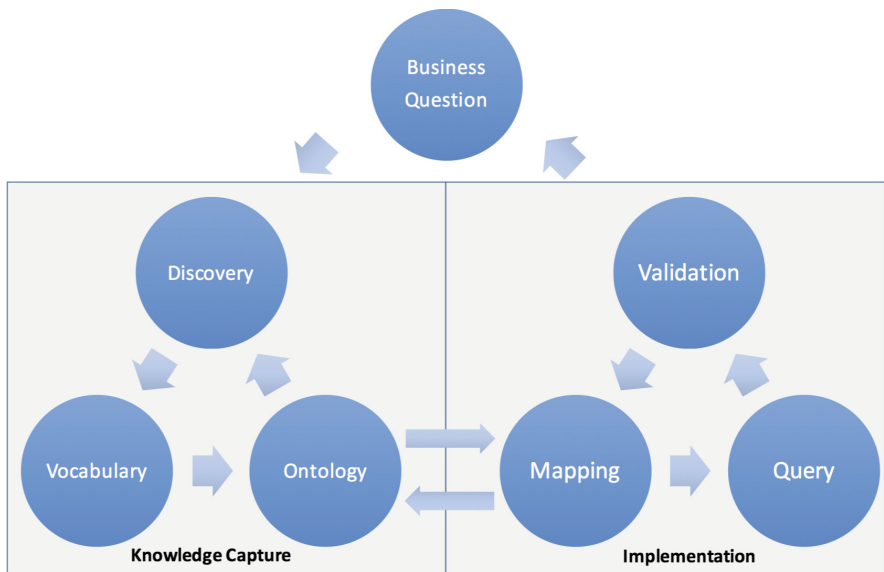 Business
Question
Discovery
Validation
Vocabulary
Ontology
Mapping
Query
Knowledge Capture
Implementation